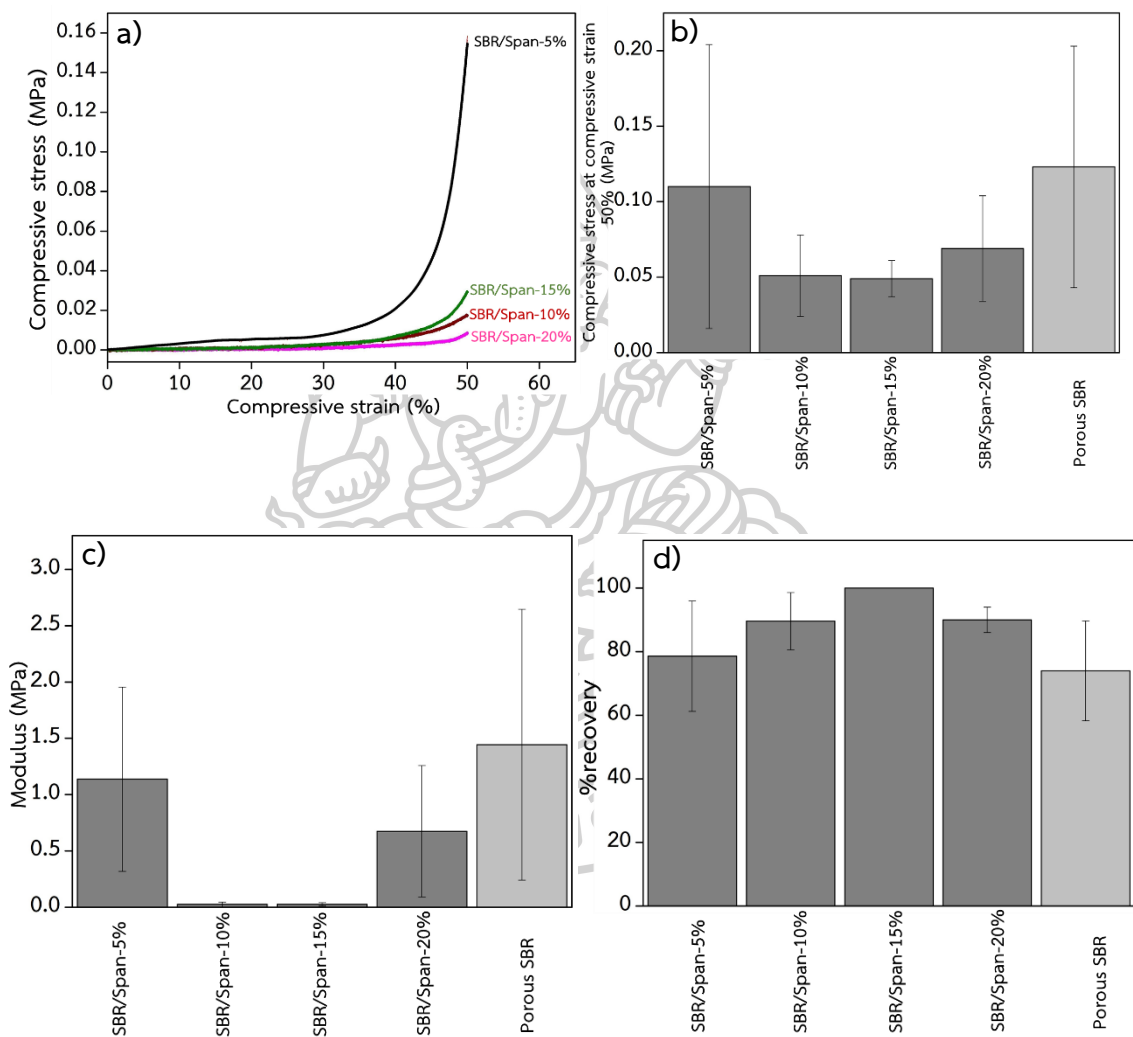 a)
Compressive stress (MPa)
0.16
0.14
0.12
0.10
0.08
0.06
0.04
0.02
0.00
SBR/Span-5%
SBR/Span-15%
SBR/Span-10%
SBR/Span-20%
0 10 20 30 40 50 60
Compressive strain (%)
b)
Compressive stress at compressive strain
50% (MPa)
0.20
0.15
0.10
0.05
0.00
SBR/Span-5%
SBR/Span-10%
SBR/Span-15%
SBR/Span-20%
Porous SBR
c)
Modulus (MPa)
3.0
2.5
2.0
1.5
1.0
0.5
0.0
SBR/Span-5%
SBR/Span-10%
SBR/Span-15%
SBR/Span-20%
Porous SBR
d)
%recovery
100
80
60
40
20
0
SBR/Span-5%
SBR/Span-10%
SBR/Span-15%
SBR/Span-20%
Porous SBR